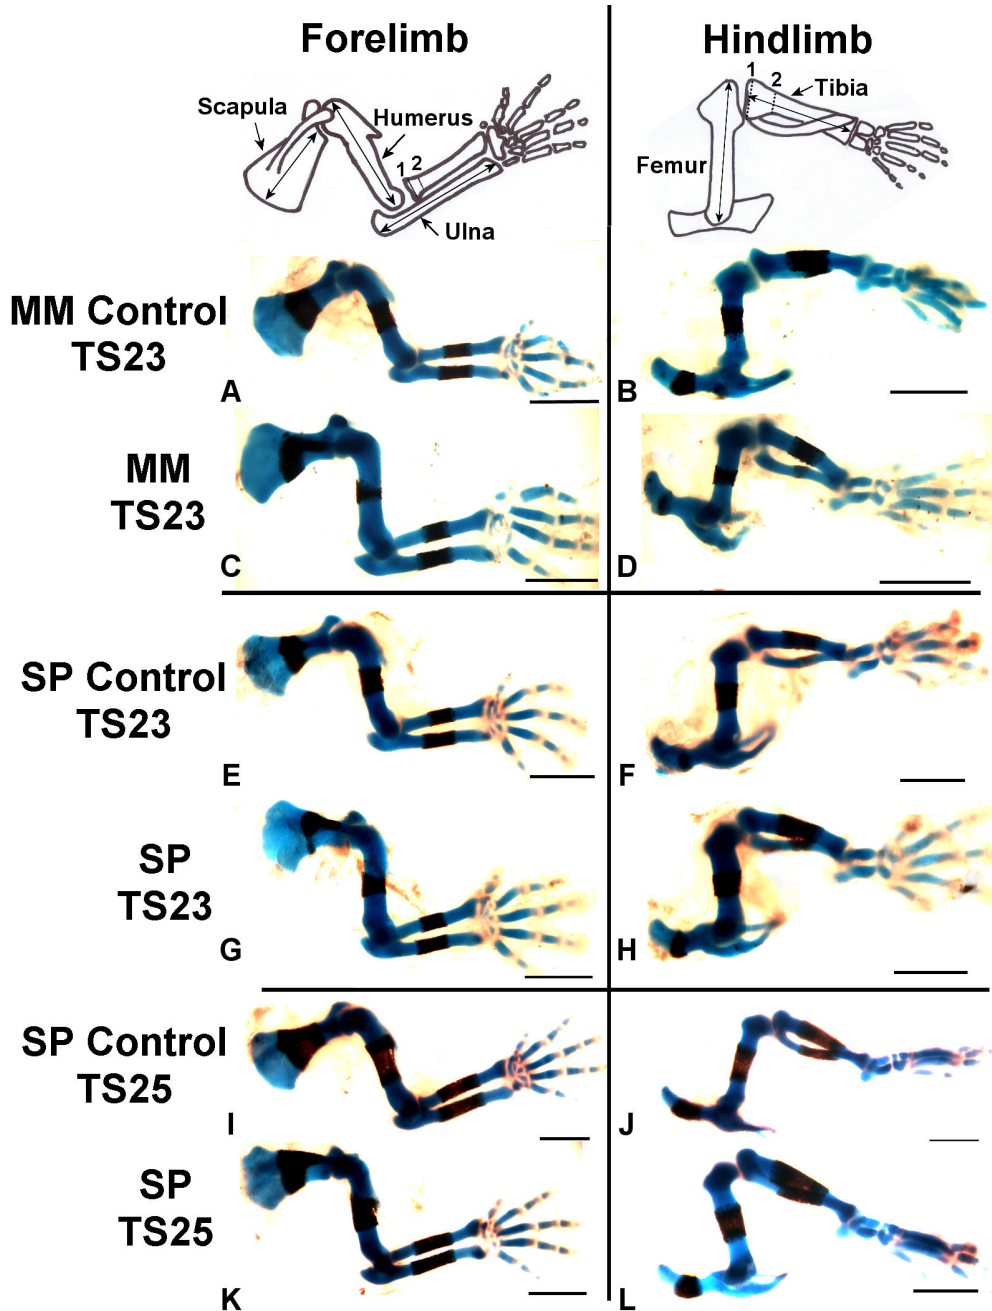 Forelimb
Hindlimb
Scapula
Humerus
1 2
Ulna
1
2
Tibia
Femur
MM Control
TS23
A
B
MM
TS23
C
D
SP Control
TS23
E
F
SP
TS23
G
H
SP Control
TS25
I
J
SP
TS25
K
L